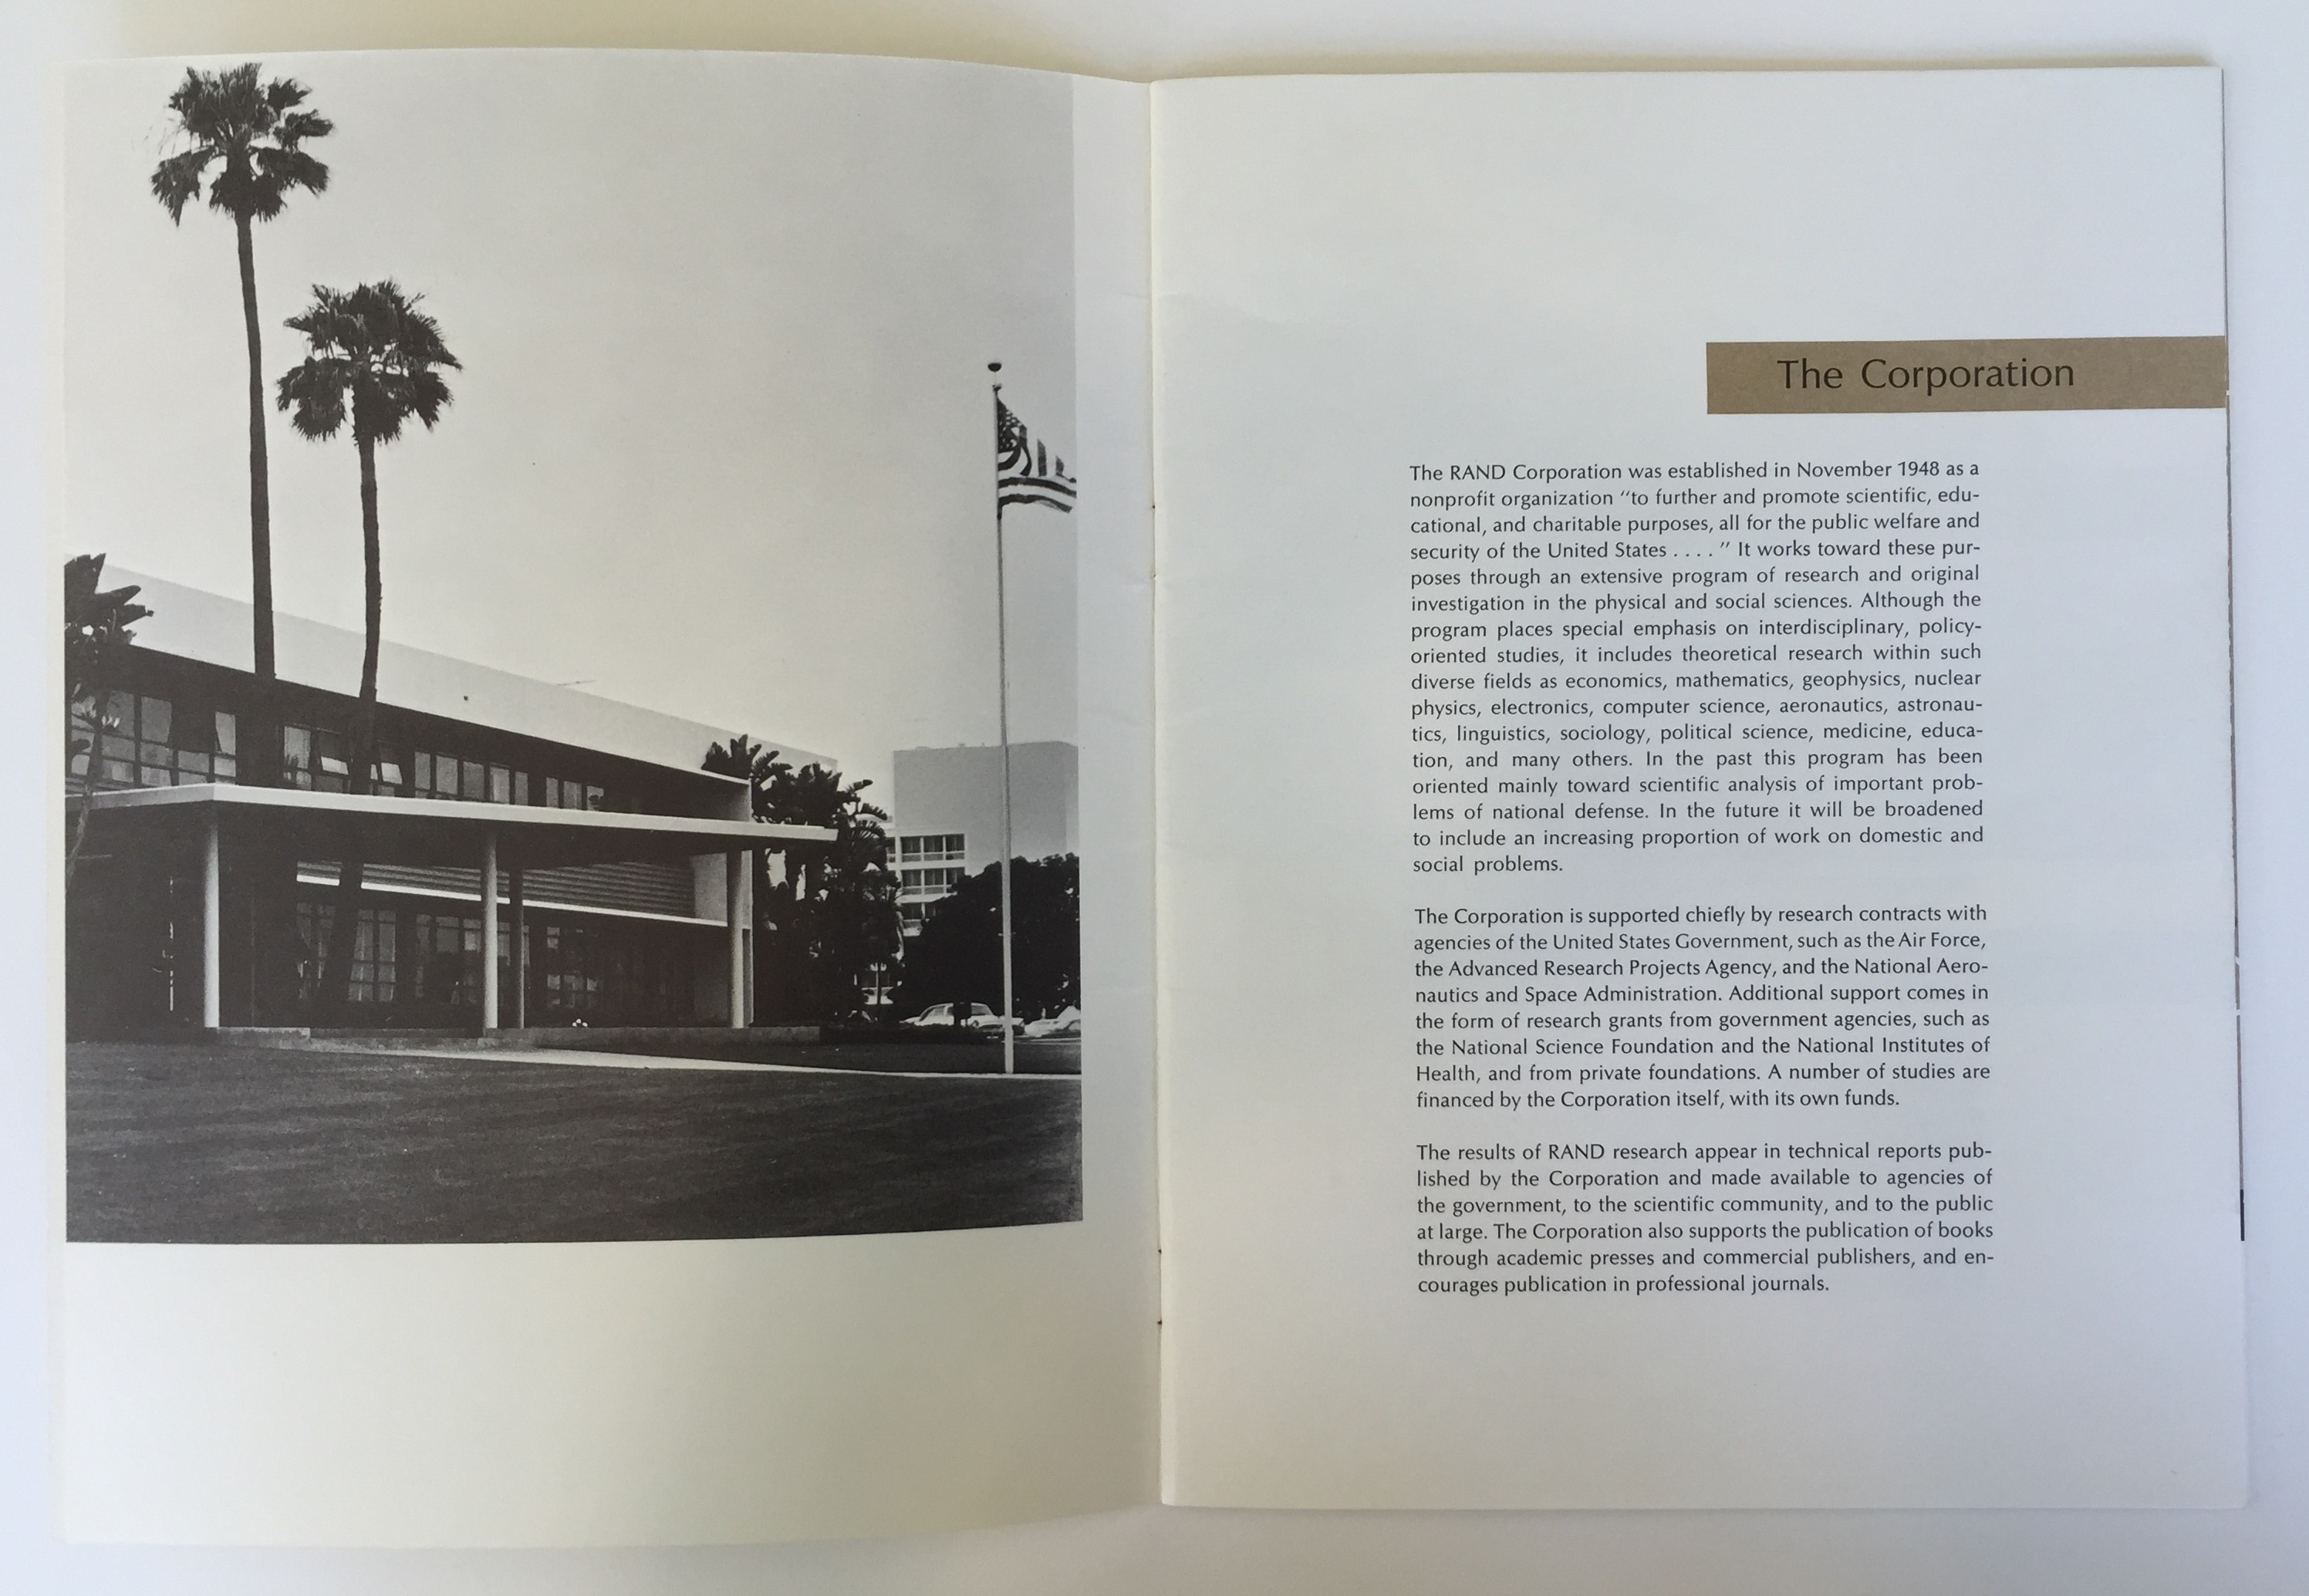 The Corporation
The RAND Corporation was established in November 1948 as a
nonprofit organization "to further and promote scientific, edu-
cational, and charitable purposes, all for the public welfare and
security of the United States . . . . " It works toward these pur-
poses through an extensive program of research and original
investigation in the physical and social sciences. Although the
program places special emphasis on interdisciplinary, policy-
oriented studies, it includes theoretical research within such
diverse fields as economics, mathematics, geophysics, nuclear
physics, electronics, computer science, aeronautics, astronau-
tics, linguistics, sociology, political science, medicine, educa-
tion, and many others. In the past this program has been
oriented mainly toward scientific analysis of important prob-
lems of national defense. In the future it will be broadened
to include an increasing proportion of work on domestic and
social problems.
The Corporation is supported chiefly by research contracts with
agencies of the United States Government, such as the Air Force,
the Advanced Research Projects Agency, and the National Aero-
nautics and Space Administration. Additional support comes in
the form of research grants from government agencies, such as
the National Science Foundation and the National Institutes of
Health, and from private foundations. A number of studies are
financed by the Corporation itself, with its own funds.
The results of RAND research appear in technical reports pub-
lished by the Corporation and made available to agencies of
the government, to the scientific community, and to the public
at large. The Corporation also supports the publication of books
through academic presses and commercial publishers, and en-
courages publication in professional journals.